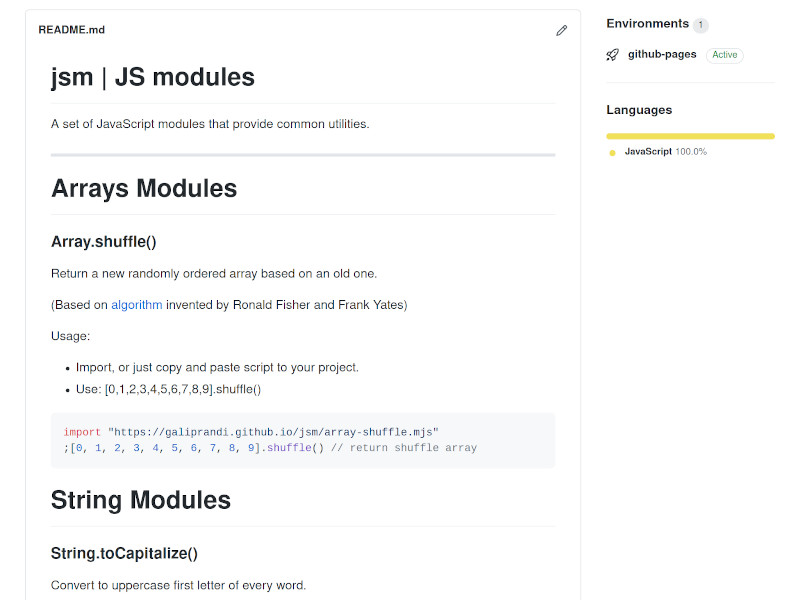 README.md
jsm | JS modules
A set of JavaScript modules that provide common utilities.
Arrays Modules
Array.shuffle()
Return a new randomly ordered array based on an old one.
(Based on algorithm invented by Ronald Fisher and Frank Yates)
Usage:
• Import, or just copy and paste script to your project.
• Use: [0,1,2,3,4,5,6,7,8,9].shuffle()
import "https://galiprandi.github.io/jsm/array-shuffle.mjs"
;[0, 1, 2, 3, 4, 5, 6, 7, 8, 9].shuffle() // return shuffle array
String Modules
String.toCapitalize()
Convert to uppercase first letter of every word.
Environments 1
github-pages Active
Languages
JavaScript 100.0%